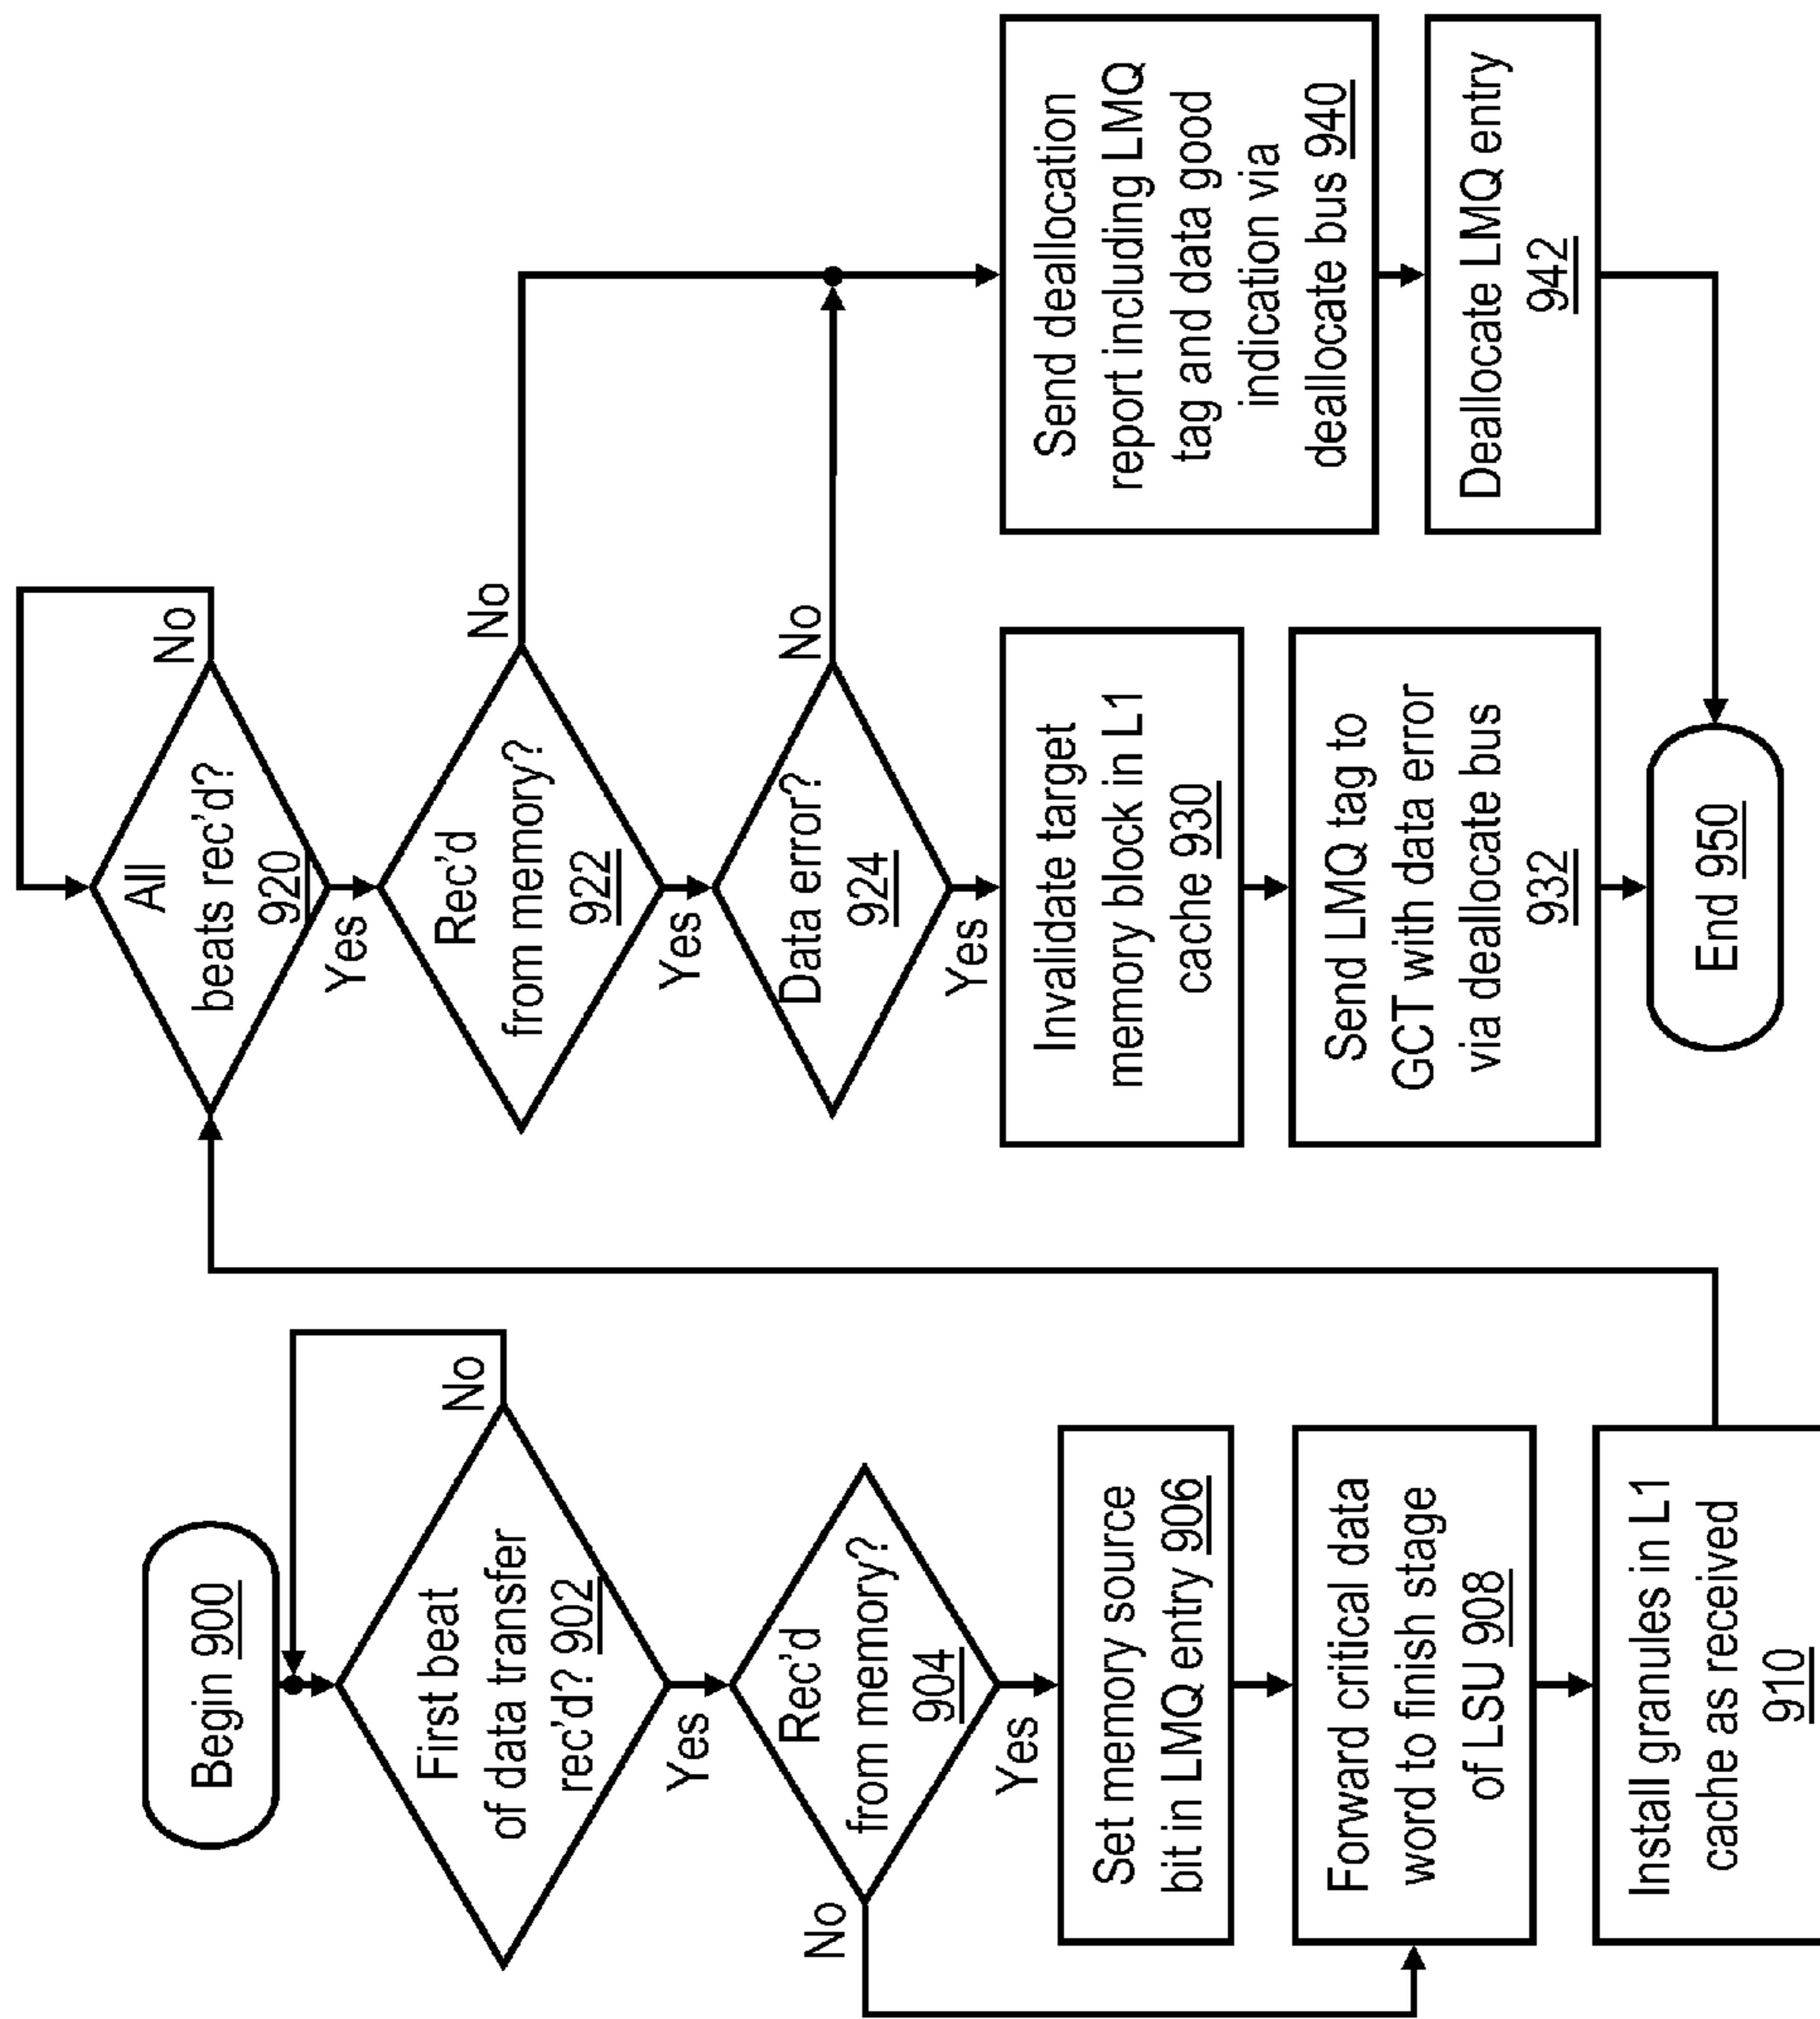 Begin 900
First beat
of data transfer
rec'd? 902
No
Yes
Rec'd
from memory?
904
No
Yes
Set memory source
bit in LMQ entry 906
Forward critical data
word to finish stage
of LSU 908
Install granules in L1
cache as received
910
All
beats rec'd?
920
No
Yes
Rec'd
from memory?
922
No
Yes
Data error?
924
No
Yes
Invalidate target
memory block in L1
cache 930
Send LMQ tag to
GCT with data error
via deallocate bus
932
Send deallocation
report including LMQ
tag and data good
indication via
deallocate bus 940
Deallocate LMQ entry
942
End 950